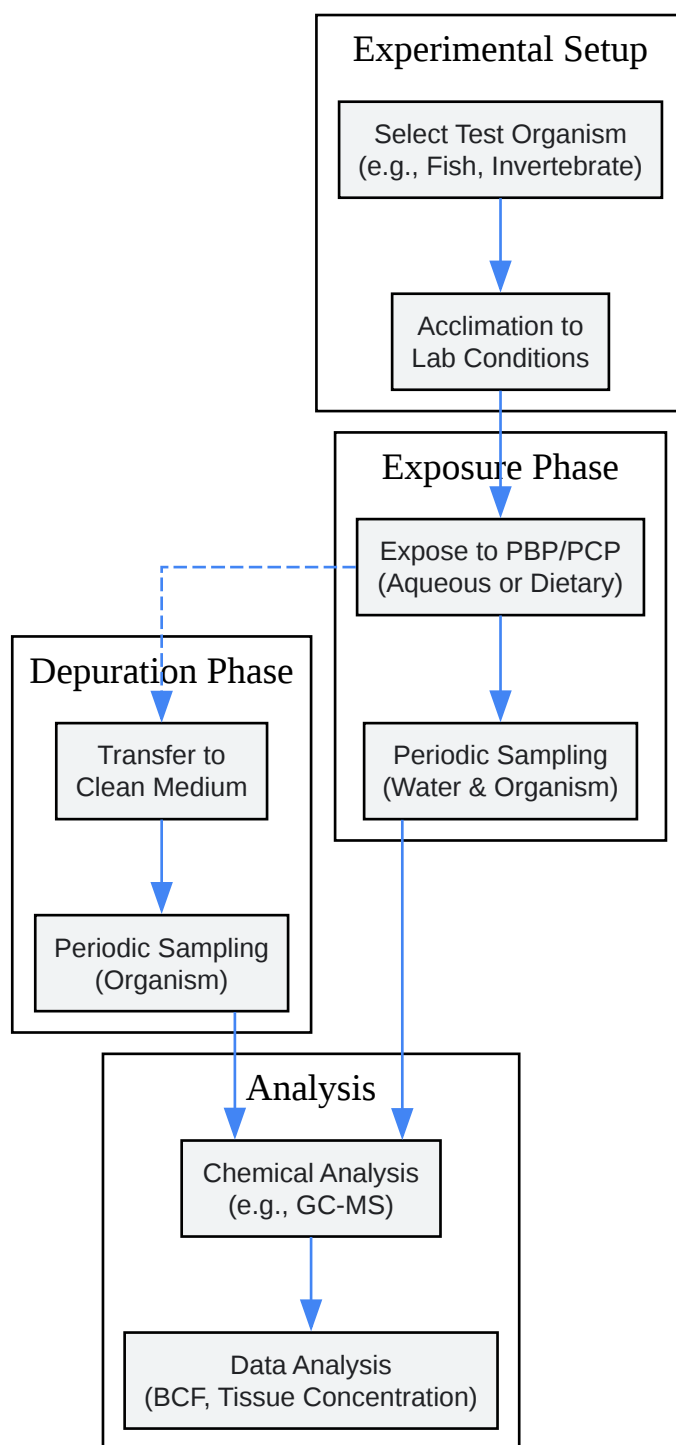 Experimental Setup
Select Test Organism
(e.g., Fish, Invertebrate)
Acclimation to
Lab Conditions
Exposure Phase
Expose to PBP/PCP
(Aqueous or Dietary)
Periodic Sampling
(Water & Organism)
Depuration Phase
Transfer to
Clean Medium
Periodic Sampling
(Organism)
Analysis
Chemical Analysis
(e.g., GC-MS)
Data Analysis
(BCF, Tissue Concentration)